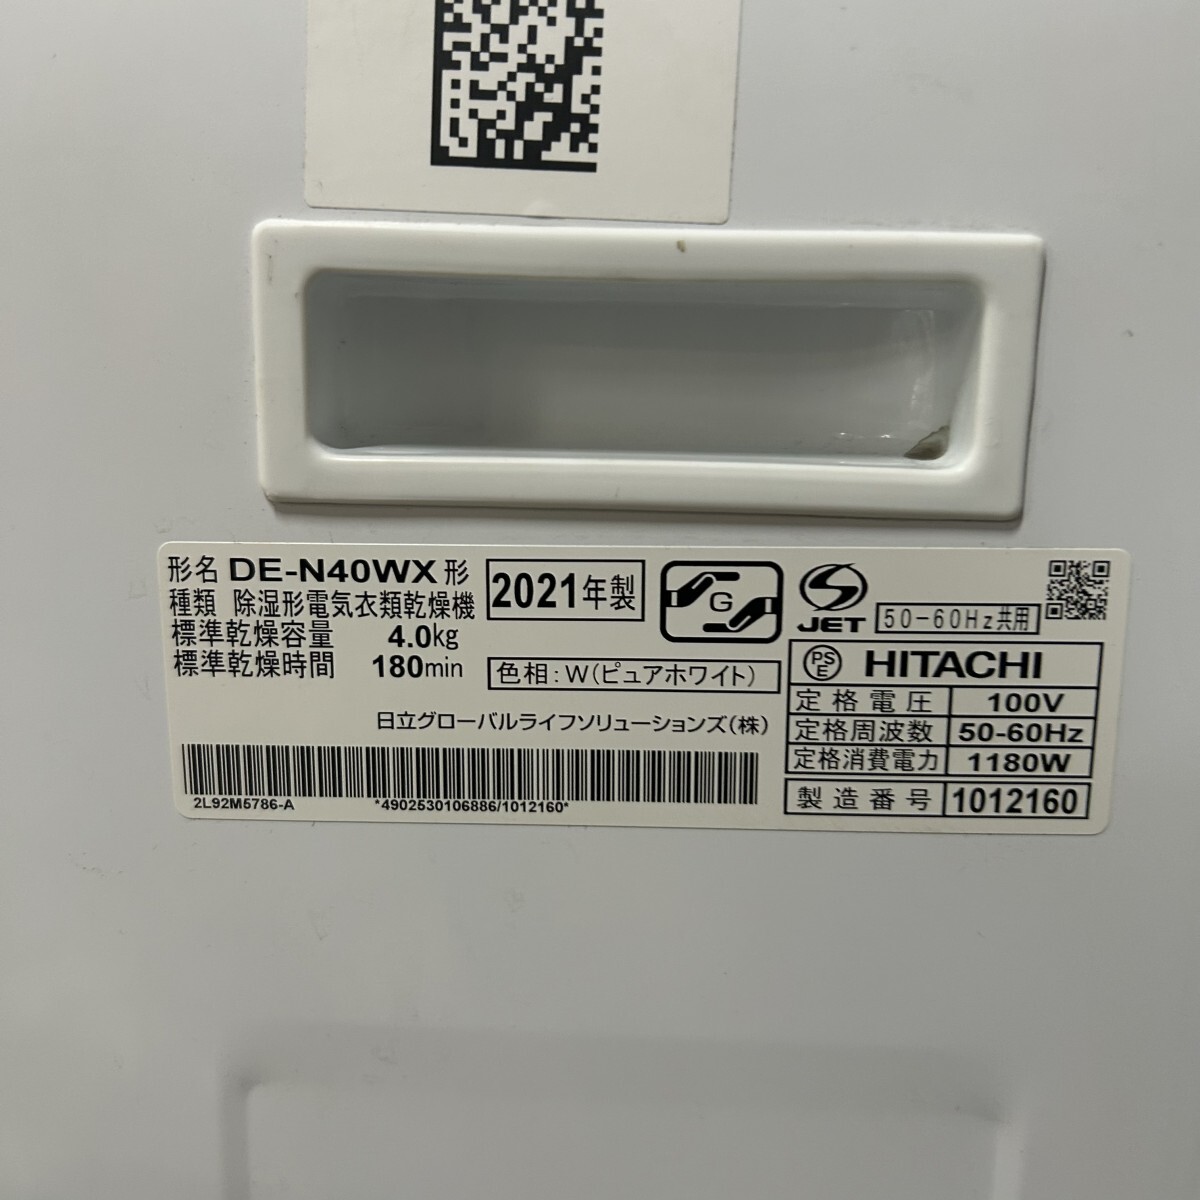 形名 DE-N40WX 形
種類 除湿形電気衣類乾燥機
標準乾燥容量 4.0kg
標準乾燥時間 180min
2021年製
色相:W(ピュアホワイト)
日立グローバルライフソリューションズ(株)
2L92M5786-A *4902530106886/1012160*
G
JET
50-60Hz共用
PSE HITACHI
定格電圧 100V
定格周波数 50-60Hz
定格消費電力 1180W
製造番号 1012160